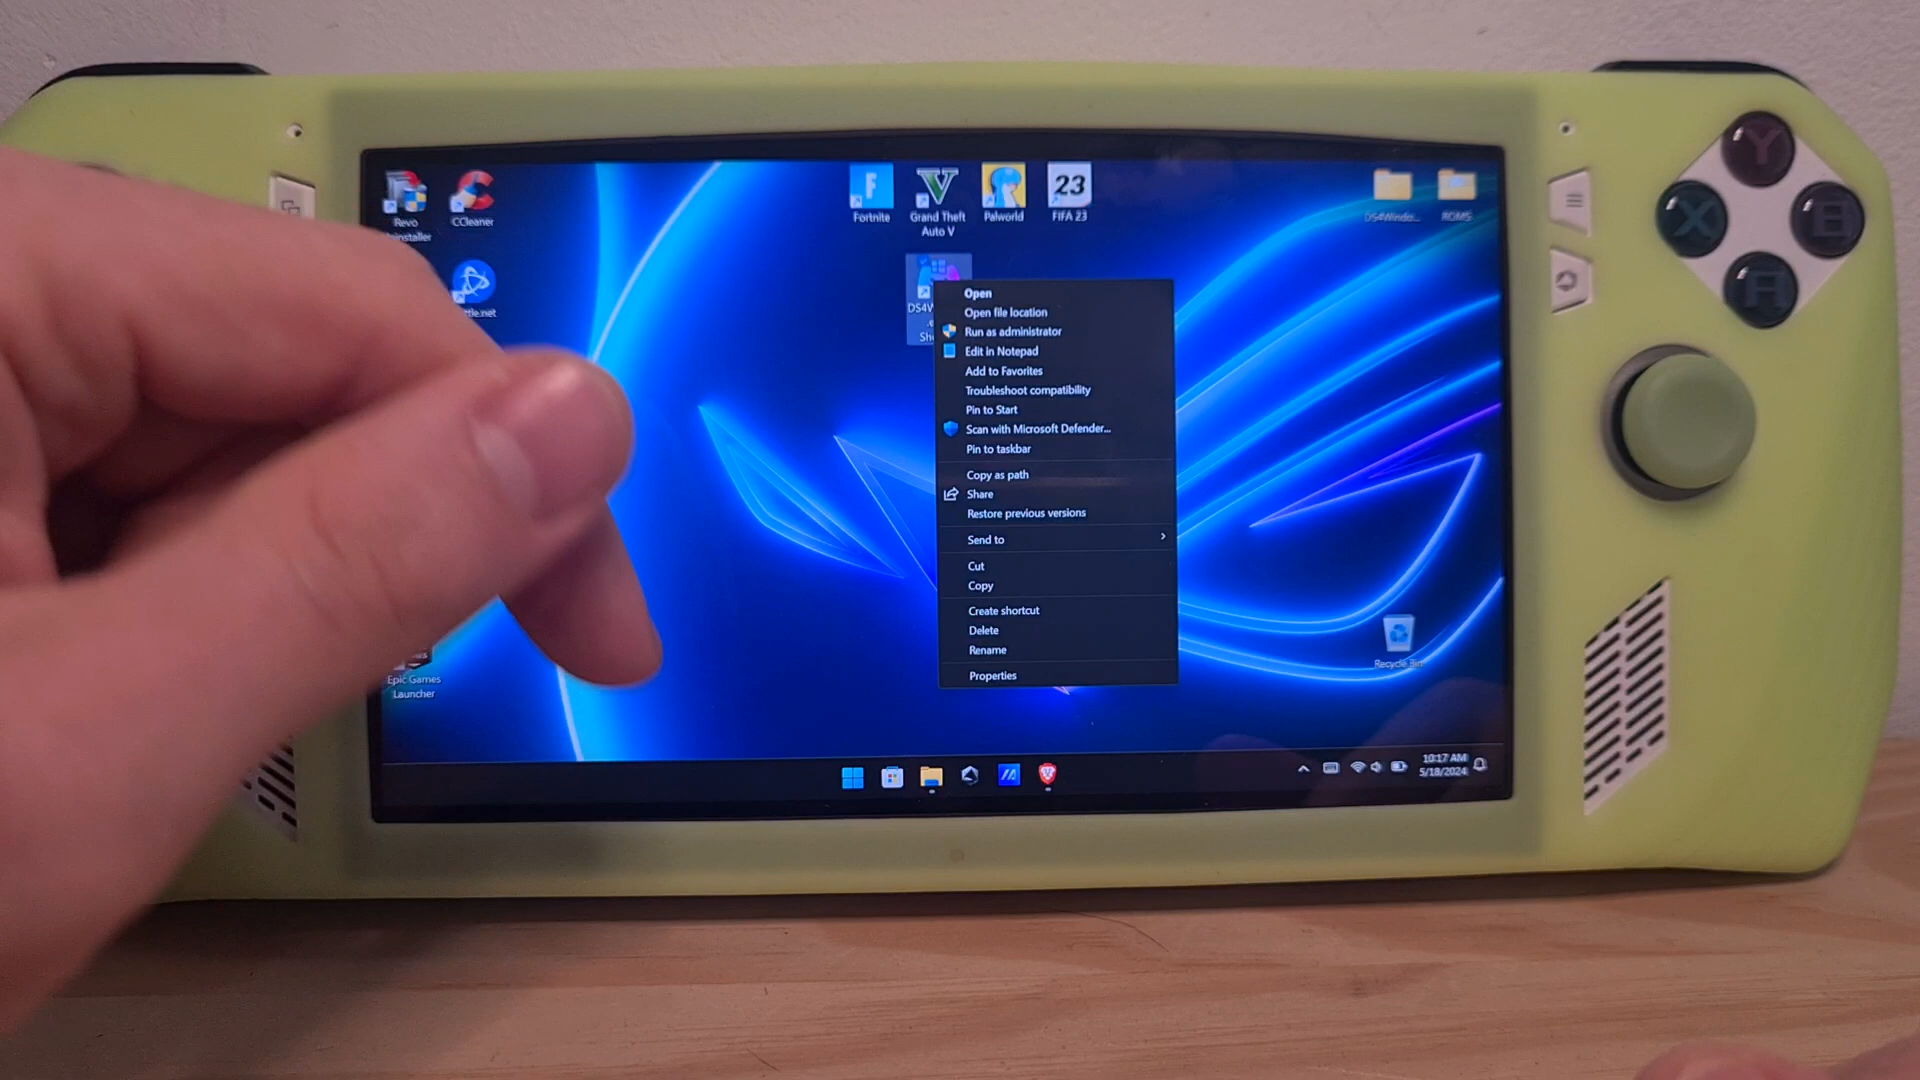 Revo
CCleaner
Fortnite
Grand Theft
Auto V
Palworld
23
FIFA 23
DS4Windo...
ROMS
Y
X
B
A
Open
Open file location
Run as administrator
Edit in Notepad
Add to Favorites
Troubleshoot compatibility
Pin to Start
Scan with Microsoft Defender...
Pin to taskbar
Copy as path
Share
Restore previous versions
Send to
Cut
Copy
Create shortcut
Delete
Rename
Properties
Epic Games
Launcher
Recycle Bin
10:17 AM
5/18/2024